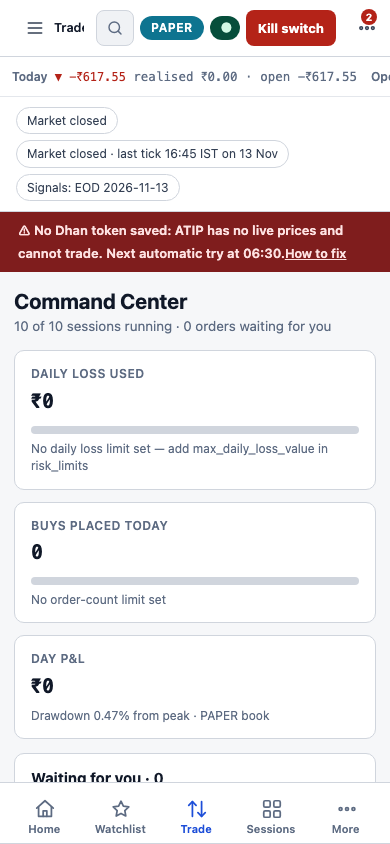 Trade PAPER Kill switch 2
Today ▼ −₹617.55 realised ₹0.00 · open −₹617.55
Market closed
Market closed · last tick 16:45 IST on 13 Nov
Signals: EOD 2026-11-13
⚠ No Dhan token saved: ATIP has no live prices and
cannot trade. Next automatic try at 06:30.How to fix
Command Center
10 of 10 sessions running · 0 orders waiting for you
DAILY LOSS USED
₹0
No daily loss limit set — add max_daily_loss_value in
risk_limits
BUYS PLACED TODAY
0
No order-count limit set
DAY P&L
₹0
Drawdown 0.47% from peak · PAPER book
Waiting for you · 0
Home Watchlist Trade Sessions More